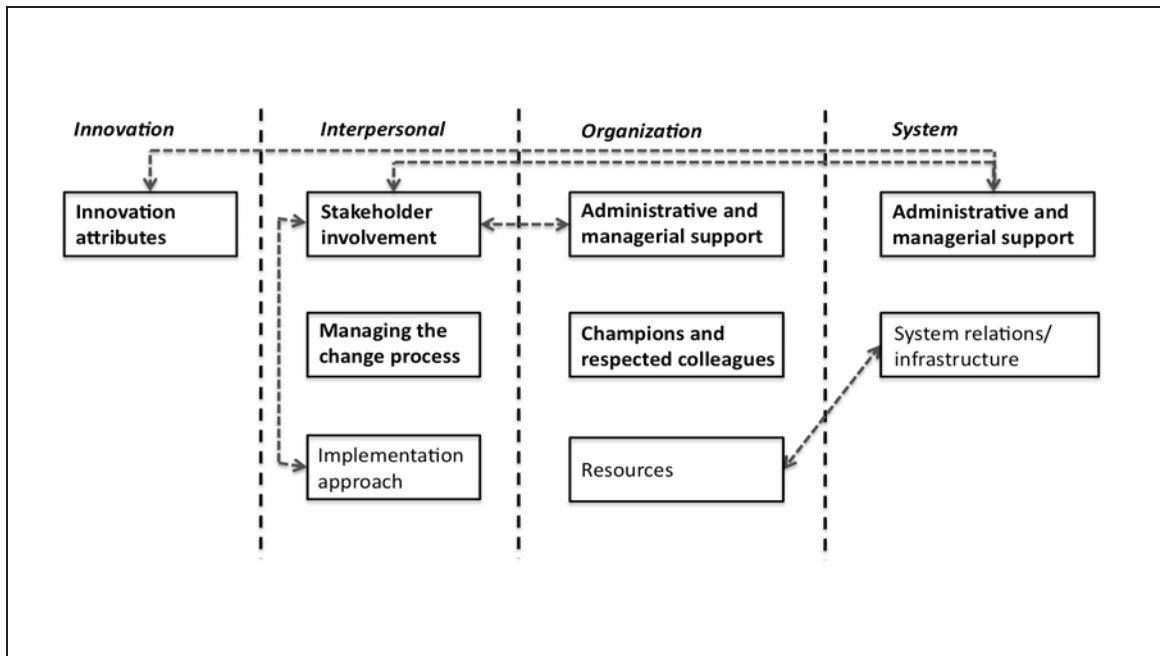 Innovation
Interpersonal
Organization
System
Innovation
attributes
Stakeholder
involvement
Administrative and
managerial support
Administrative and
managerial support
Managing the
change process
Champions and
respected colleagues
System relations/
infrastructure
Implementation
approach
Resources